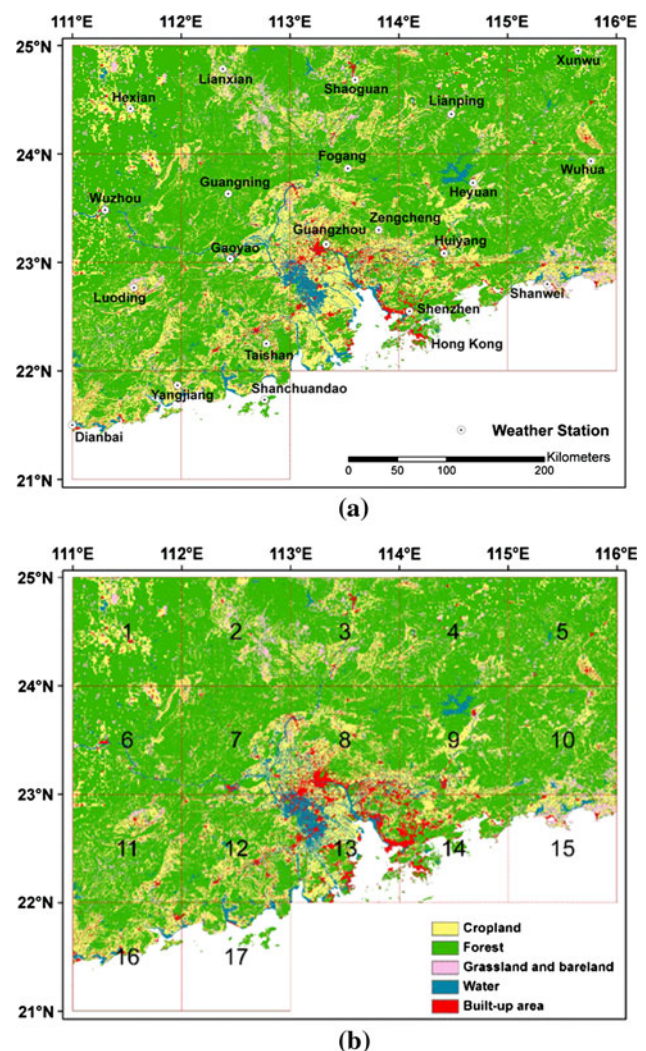 111°E 112°E 113°E 114°E 115°E 116°E
25°N
Xunwu
Lianxian
Shaoguan
Hexian
Lianping
24°N
Fogang
Wuhua
Guangning
Heyuan
Wuzhou
Zengcheng
Guangzhou
Huiyang
Gaoyao
23°N
Luoding
Shanwei
Shenzhen
Taishan
Hong Kong
22°N
Yangjiang
Shanchuandao
Dianbai
Weather Station
Kilometers
0 50 100 200
21°N
(a)
111°E 112°E 113°E 114°E 115°E 116°E
25°N
1 2 3 4 5
24°N
6 7 8 9 10
23°N
11 12 13 14 15
22°N
Cropland
Forest
16 17
Grassland and bareland
Water
Built-up area
21°N
(b)